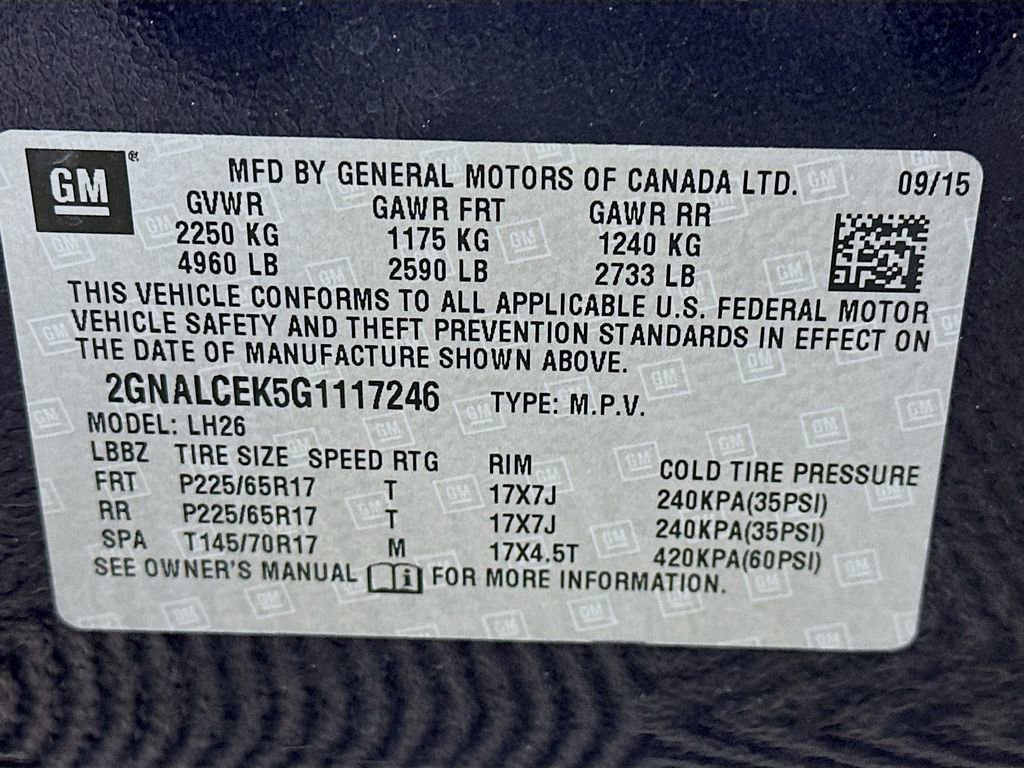 GM
MFD BY GENERAL MOTORS OF CANADA LTD. 09/15
GVWR GAWR FRT GAWR RR
2250 KG 1175 KG 1240 KG
4960 LB 2590 LB 2733 LB
THIS VEHICLE CONFORMS TO ALL APPLICABLE U.S. FEDERAL MOTOR
VEHICLE SAFETY AND THEFT PREVENTION STANDARDS IN EFFECT ON
THE DATE OF MANUFACTURE SHOWN ABOVE.
2GNALCEK5G1117246 TYPE: M.P.V.
MODEL: LH26
LBBZ TIRE SIZE SPEED RTG RIM COLD TIRE PRESSURE
FRT P225/65R17 T 17X7J 240KPA(35PSI)
RR P225/65R17 T 17X7J 240KPA(35PSI)
SPA T145/70R17 M 17X4.5T 420KPA(60PSI)
SEE OWNER'S MANUAL i FOR MORE INFORMATION.